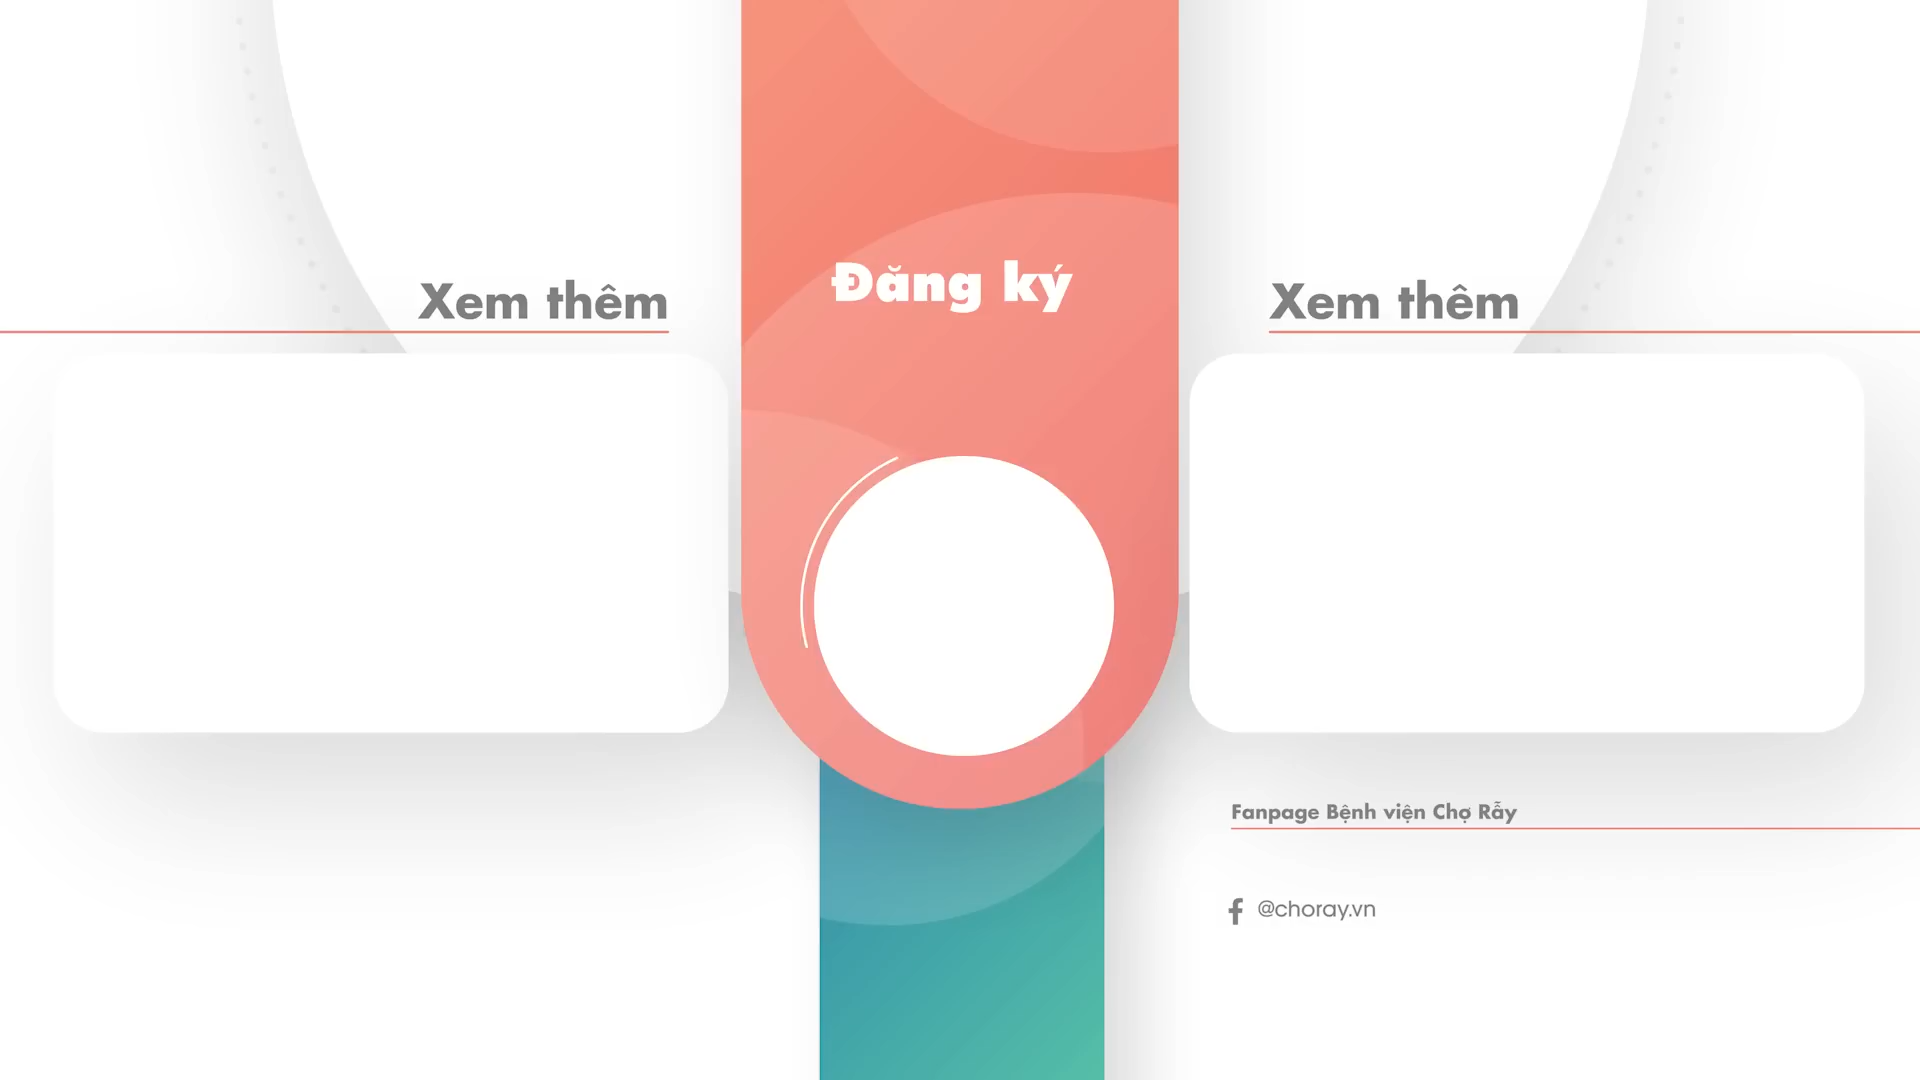 Xem thêm
Đăng ký
Xem thêm
Fanpage Bệnh viện Chợ Rẫy
@choray.vn